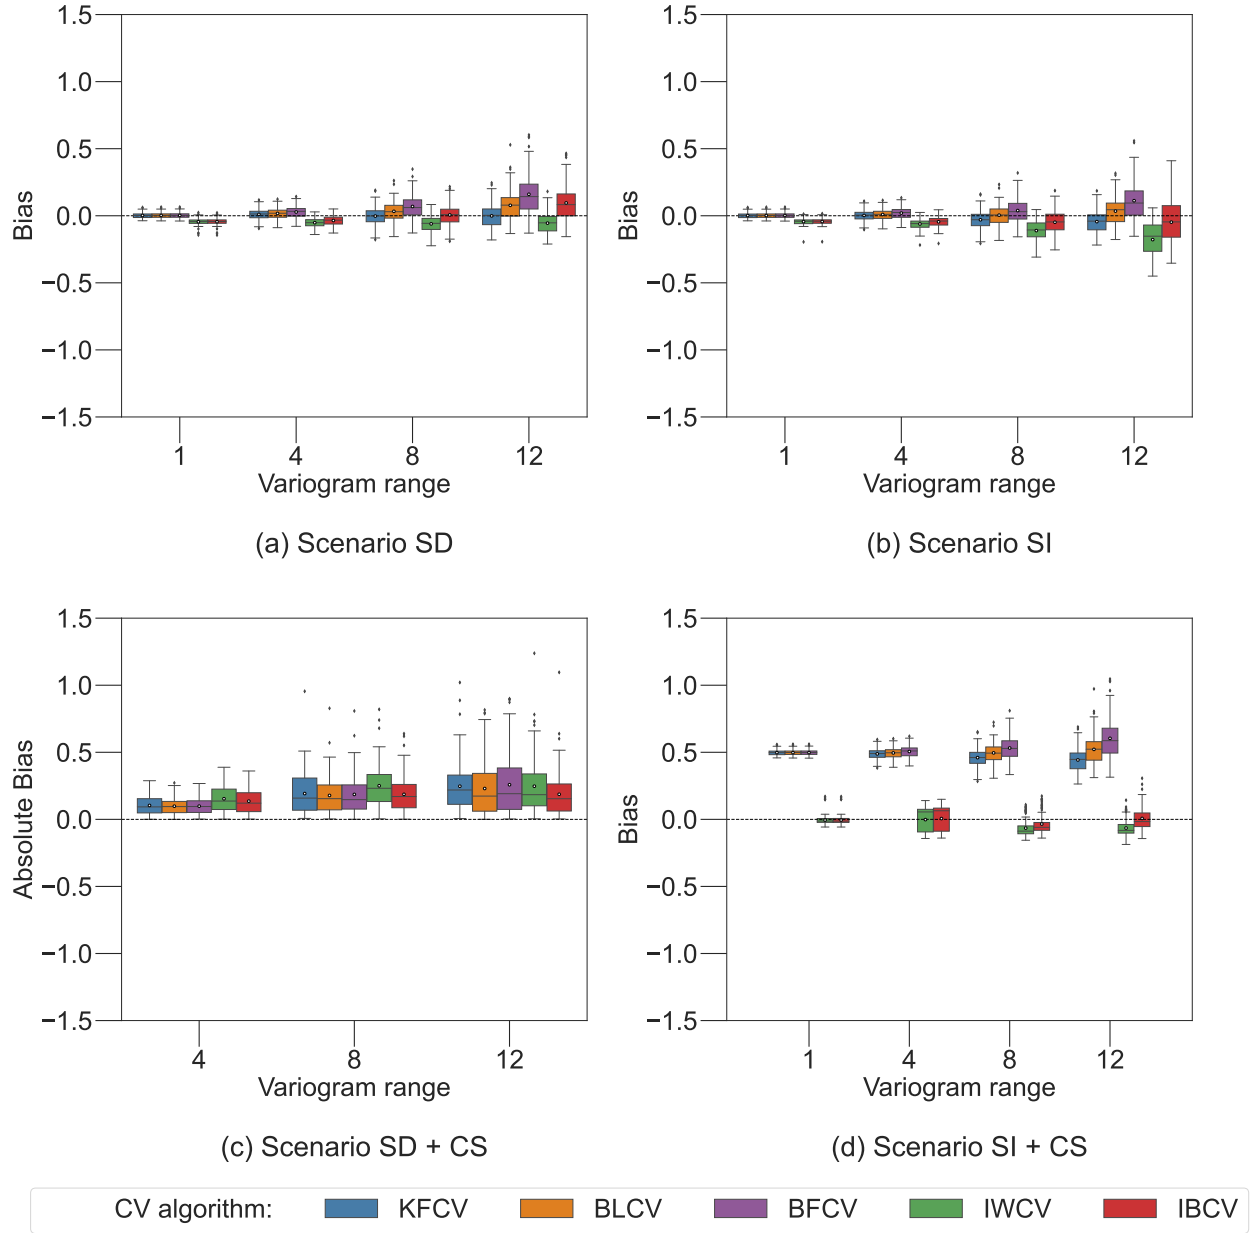 1.5
1.0
0.5
0.0
−0.5
−1.0
−1.5
Bias
1 4 8 12
Variogram range
(a) Scenario SD
1.5
1.0
0.5
0.0
−0.5
−1.0
−1.5
Bias
1 4 8 12
Variogram range
(b) Scenario SI
1.5
1.0
0.5
0.0
−0.5
−1.0
−1.5
Absolute Bias
4 8 12
Variogram range
(c) Scenario SD + CS
1.5
1.0
0.5
0.0
−0.5
−1.0
−1.5
Bias
1 4 8 12
Variogram range
(d) Scenario SI + CS
CV algorithm: KFCV BLCV BFCV IWCV IBCV